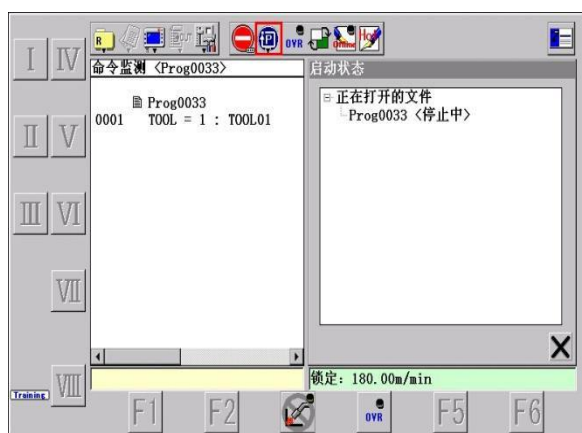 R
OVR
Offline
Hot
命令监测 〈Prog0033〉
启动状态
Prog0033
0001 TOOL = 1 : TOOL01
正在打开的文件
Prog0033 〈停止中〉
锁定: 180.00m/min
I
IV
II
V
III
VI
VII
VIII
Training
F1
F2
OVR
F5
F6